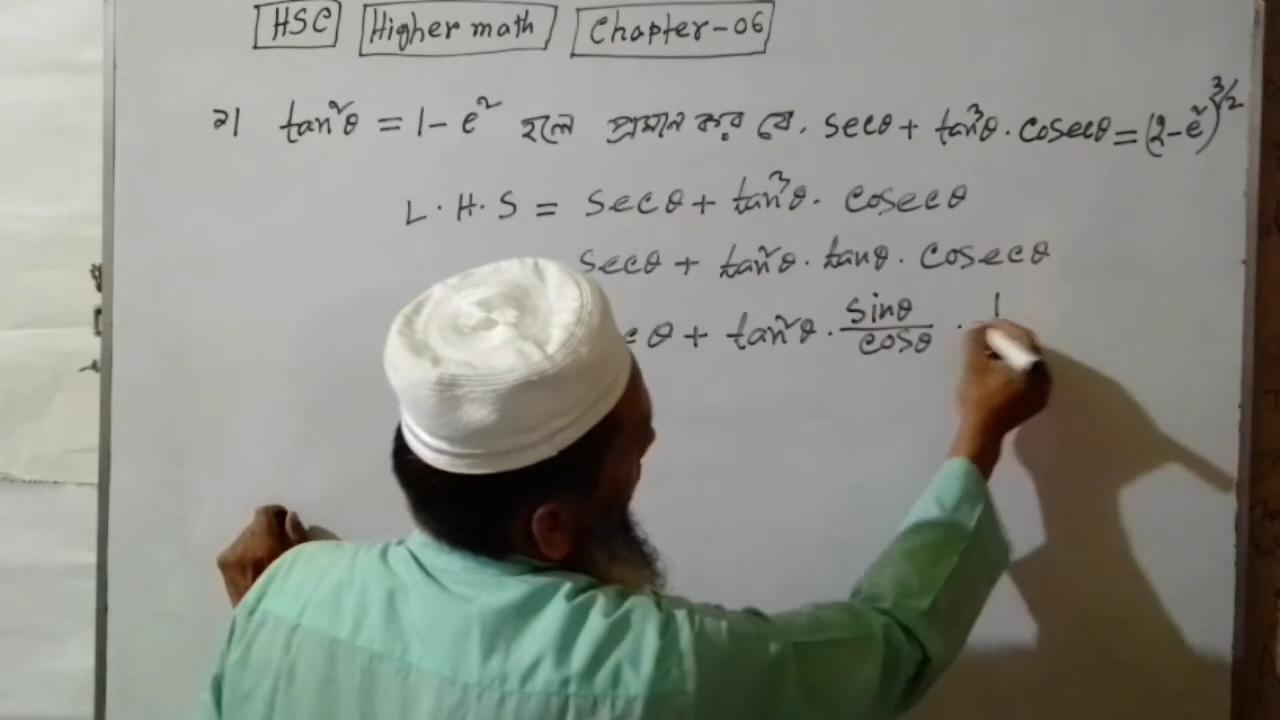 HSC Higher math Chapter-06
২। tan²θ = 1 - e² হলে প্রমান কর যে, secθ + tan³θ · cosecθ = (2-e²)^3/2
L.H.S = secθ + tan³θ · cosecθ
secθ + tan²θ · tanθ · cosecθ
c θ + tan²θ · sinθ/cosθ · 1